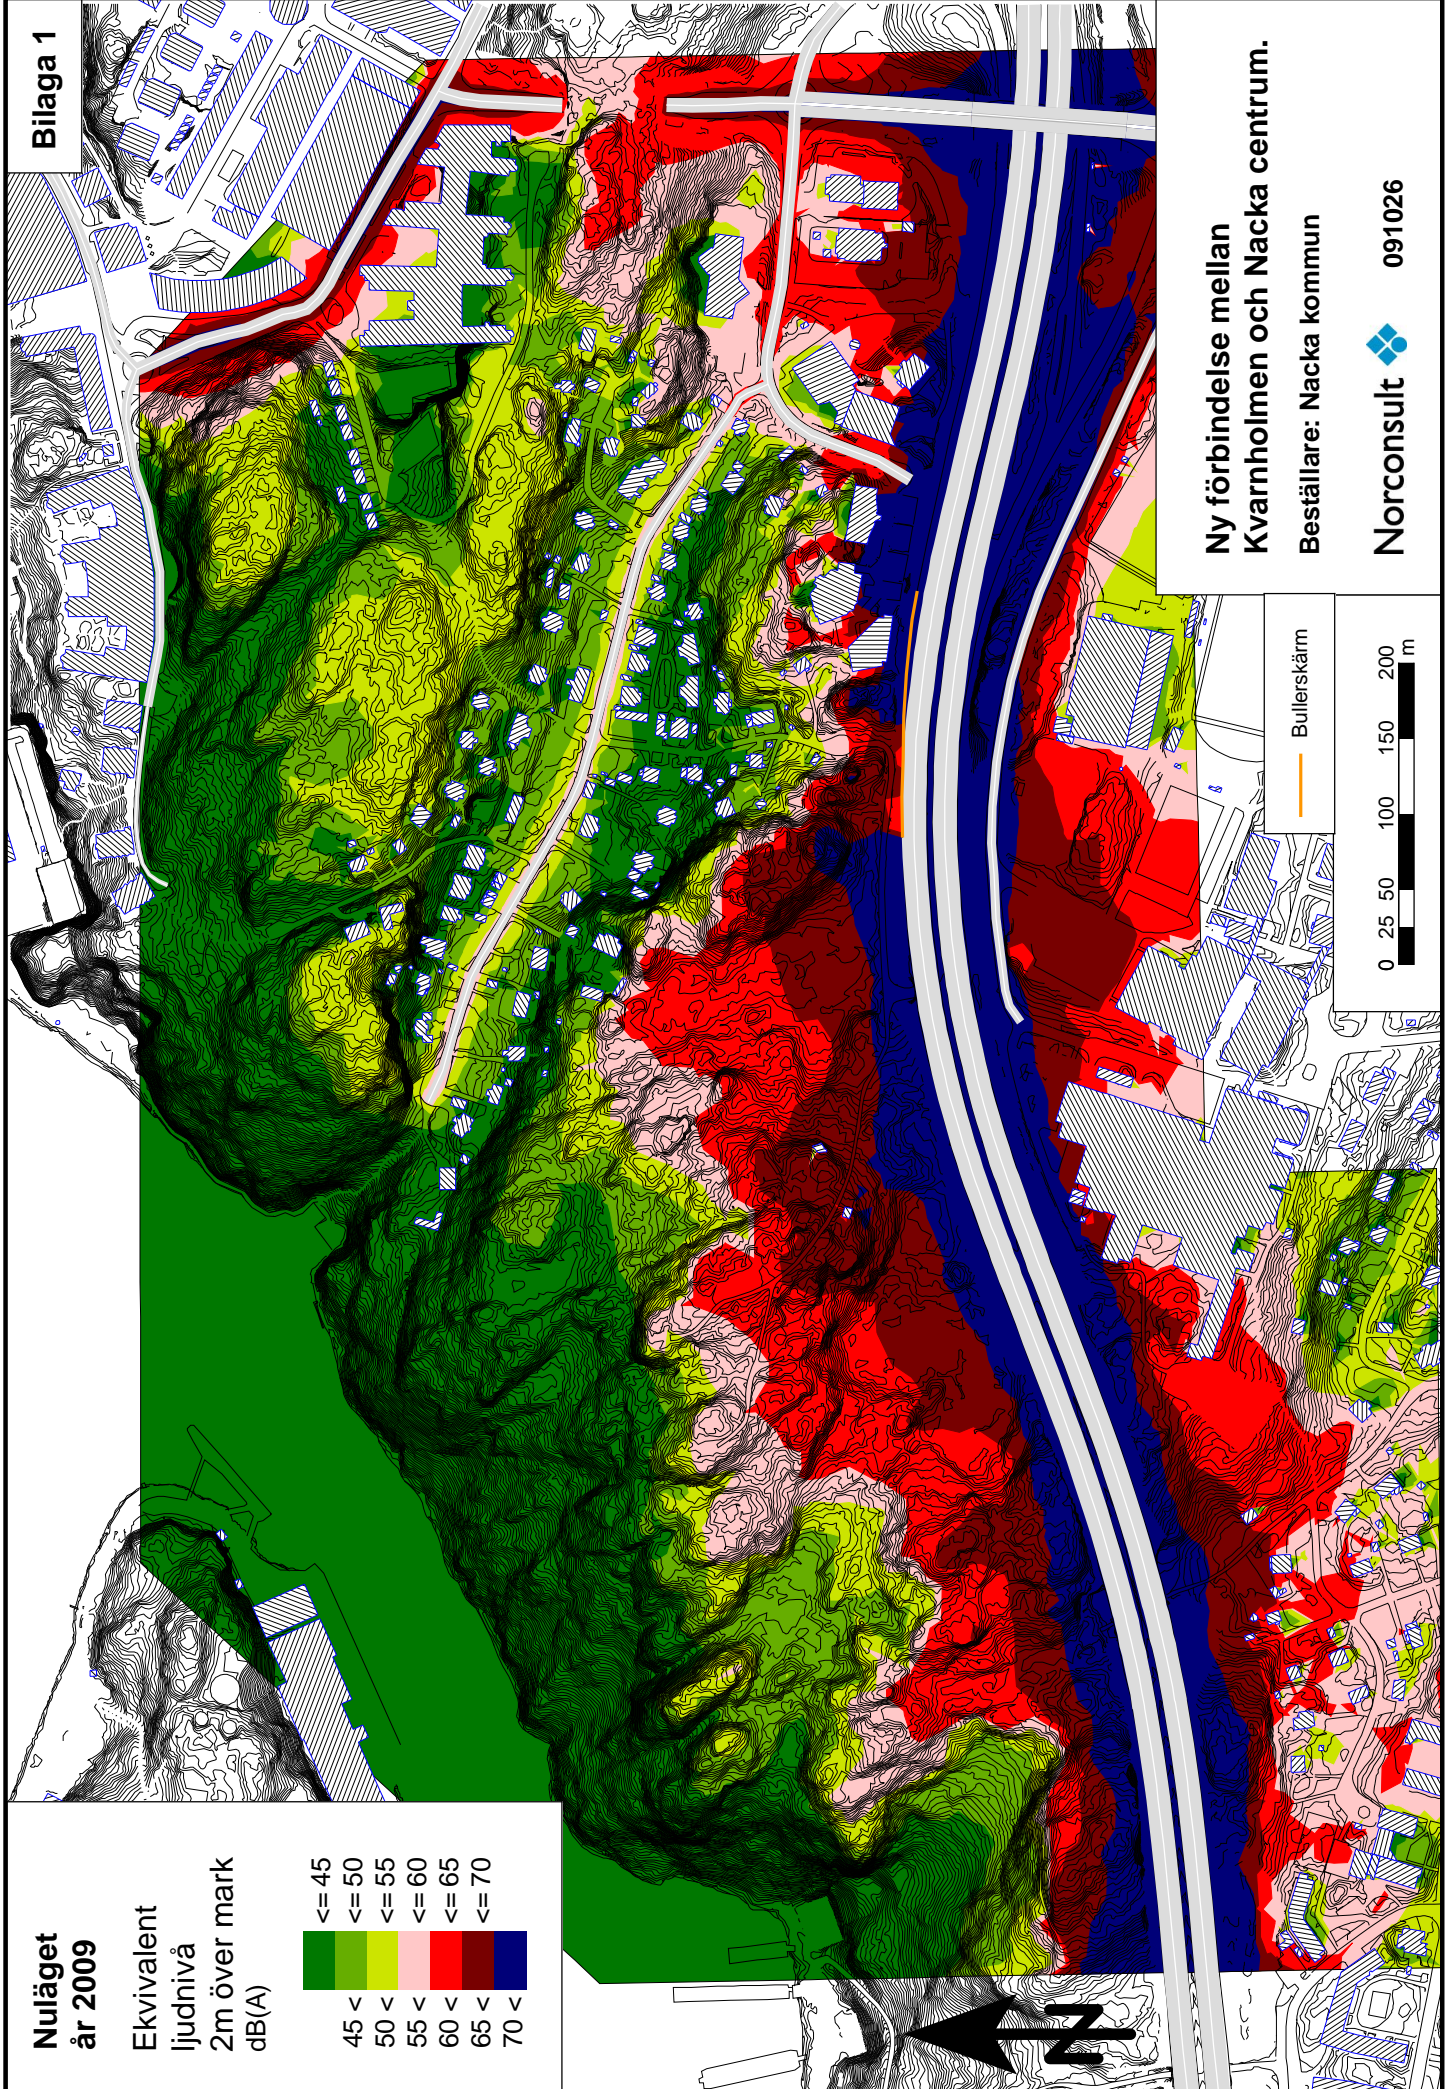 Bilaga 1
Nuläget
år 2009
Ekvivalent
ljudnivå
2m över mark
dB(A)
<= 45
45 < <= 50
50 < <= 55
55 < <= 60
60 < <= 65
65 < <= 70
70 <
N
Bullerskärm
0 25 50 100 150 200
m
Ny förbindelse mellan
Kvarnholmen och Nacka centrum.
Beställare: Nacka kommun
Norconsult 091026